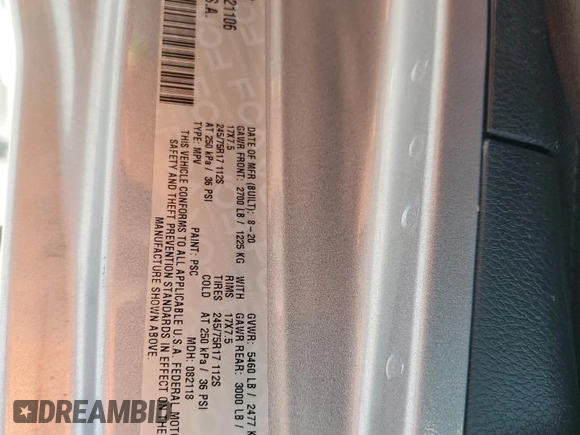 21106
S.A.
DATE OF MFR (BUILT): 8-20 GVWR: 5460 LB / 2477 K
GAWR FRONT: 2700 LB / 1225 KG WITH GAWR REAR: 3000 LB /
17X7.5 RIMS 17X7.5
245/75R17 112S TIRES 245/75R17 112S
AT 250 kPa / 36 PSI COLD AT 250 kPa / 36 PSI
TYPE: MPV PAINT: PSC MDH: 082118
THIS VEHICLE CONFORMS TO ALL APPLICABLE U.S.A. FEDERAL MOTO
SAFETY AND THEFT PREVENTION STANDARDS IN EFFECT ON THE
MANUFACTURE SHOWN ABOVE.
DREAMBID